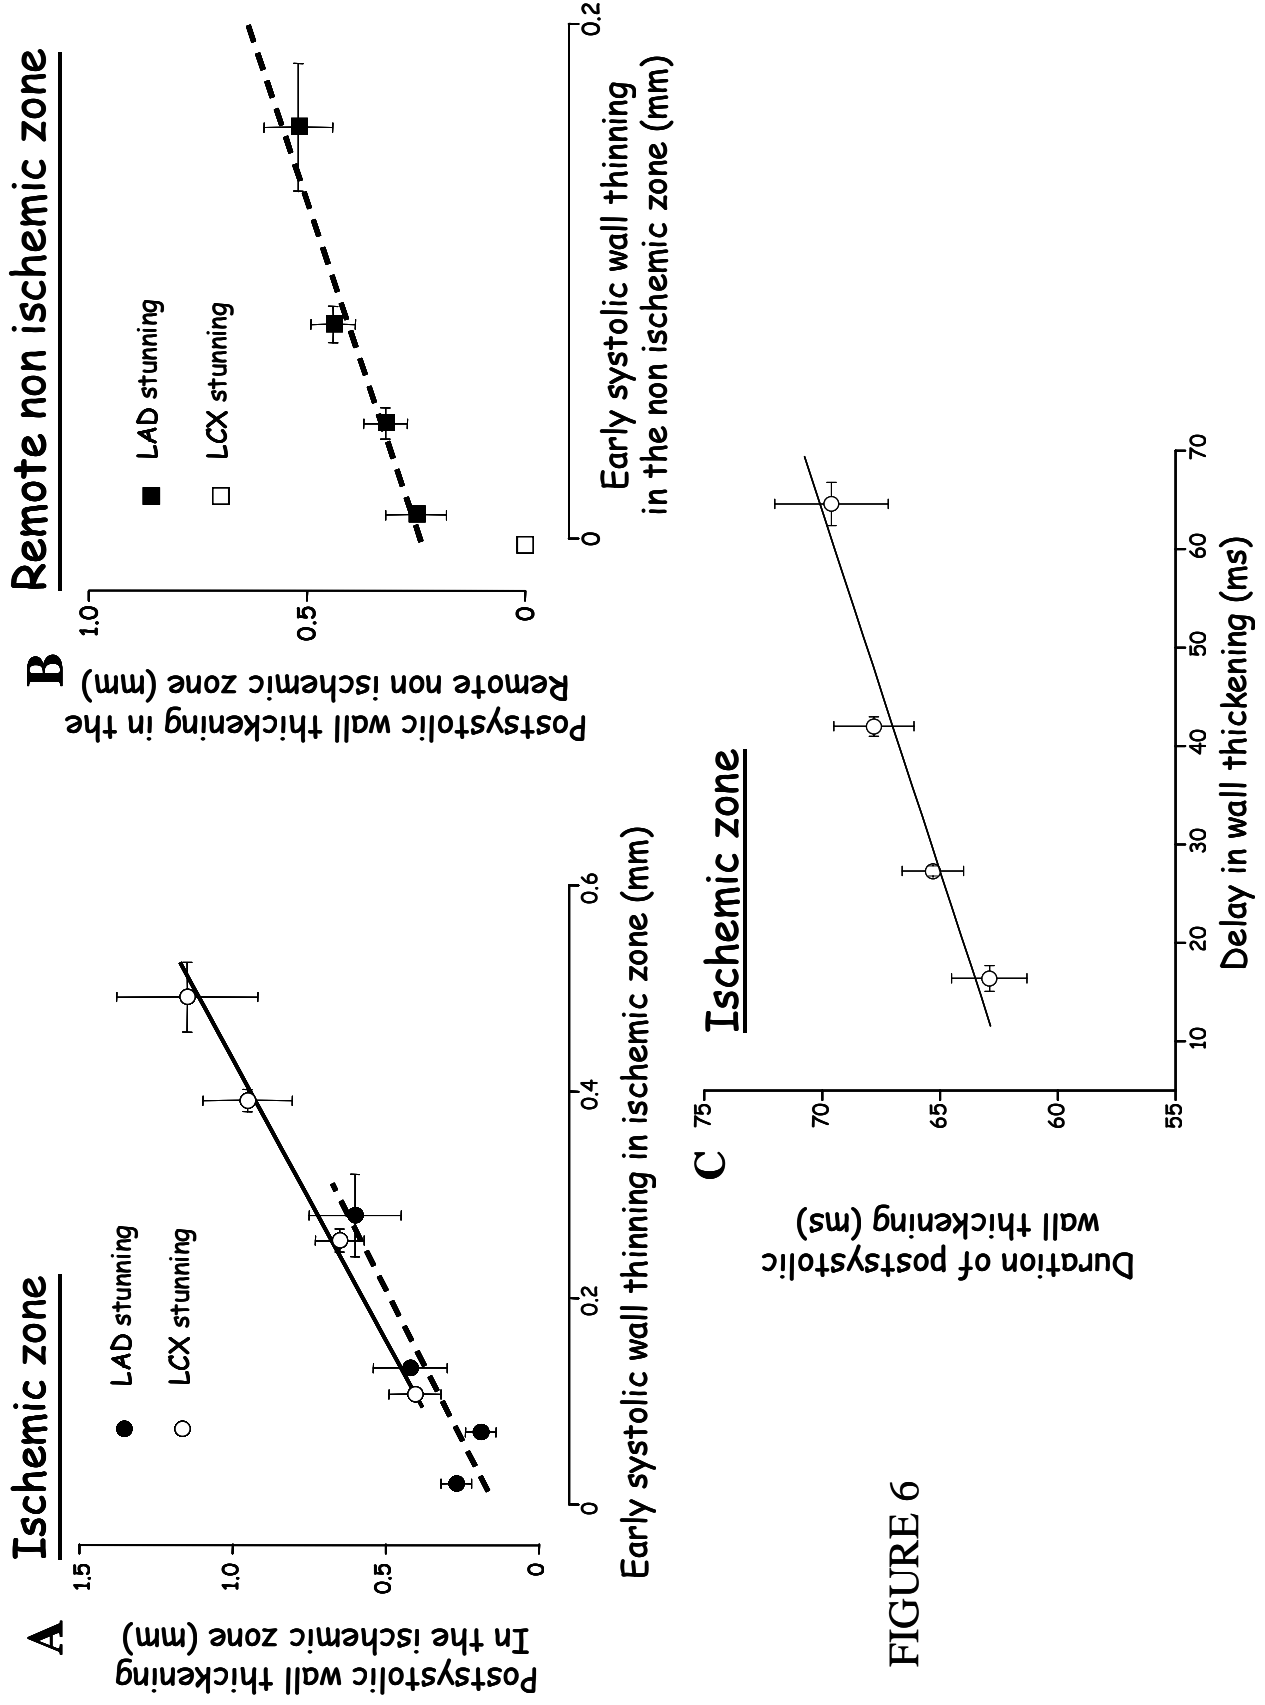 A
Ischemic zone
LAD stunning
LCX stunning
Postsystolic wall thickening
In the ischemic zone (mm)
1.5
1.0
0.5
0
0
0.2
0.4
0.6
Early systolic wall thinning in ischemic zone (mm)
B
Remote non ischemic zone
LAD stunning
LCX stunning
Postsystolic wall thickening in the
Remote non ischemic zone (mm)
1.0
0.5
0
0
0.2
Early systolic wall thinning
in the non ischemic zone (mm)
C
Ischemic zone
Duration of postsystolic
wall thickening (ms)
75
70
65
60
55
10
20
30
40
50
60
70
Delay in wall thickening (ms)
FIGURE 6